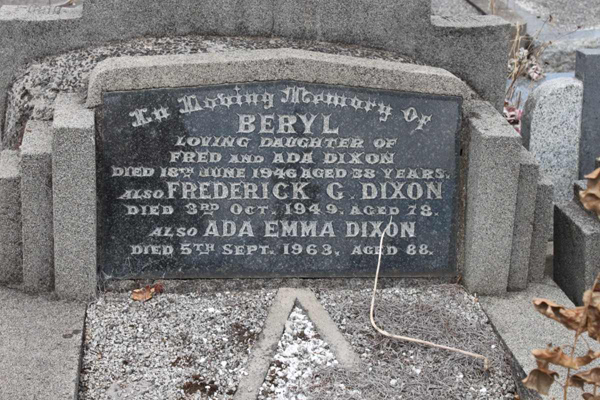 In Loving Memory Of
BERYL
LOVING DAUGHTER OF
FRED AND ADA DIXON
DIED 18TH JUNE 1946 AGED 38 YEARS.
ALSO FREDERICK G. DIXON
DIED 3RD OCT. 1949. AGED 78.
ALSO ADA EMMA DIXON
DIED 5TH SEPT. 1963. AGED 88.